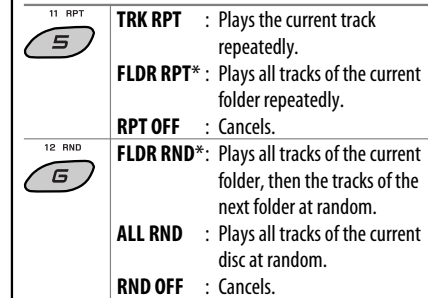 11 RPT
5
TRK RPT : Plays the current track
repeatedly.
FLDR RPT* : Plays all tracks of the current
folder repeatedly.
RPT OFF : Cancels.
12 RND
6
FLDR RND* : Plays all tracks of the current
folder, then the tracks of the
next folder at random.
ALL RND : Plays all tracks of the current
disc at random.
RND OFF : Cancels.